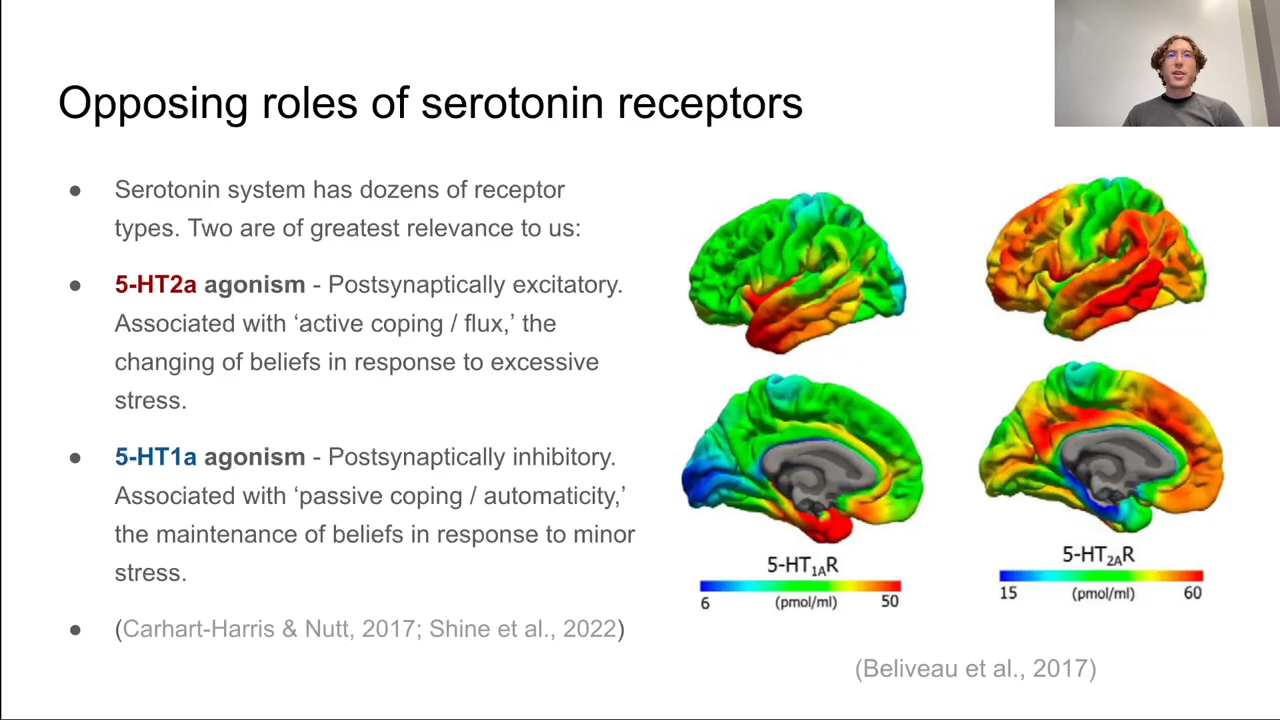 Opposing roles of serotonin receptors
● Serotonin system has dozens of receptor
types. Two are of greatest relevance to us:
● 5-HT2a agonism - Postsynaptically excitatory.
Associated with ‘active coping / flux,’ the
changing of beliefs in response to excessive
stress.
● 5-HT1a agonism - Postsynaptically inhibitory.
Associated with ‘passive coping / automaticity,’
the maintenance of beliefs in response to minor
stress.
● (Carhart-Harris & Nutt, 2017; Shine et al., 2022)
5-HT1AR
6 (pmol/ml) 50
5-HT2AR
15 (pmol/ml) 60
(Beliveau et al., 2017)